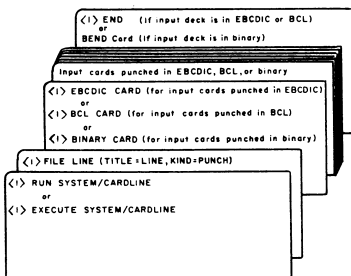 <I> END (If input deck is in EBCDIC or BCL)
or
BEND Card (If input deck is in binary)
Input cards punched in EBCDIC, BCL, or binary
<I> EBCDIC CARD (for input cards punched in EBCDIC)
or
<I> BCL CARD (for input cards punched in BCL)
or
<I> BINARY CARD (for input cards punched in binary)
<I> FILE LINE (TITLE = LINE, KIND=PUNCH)
<I> RUN SYSTEM/CARDLINE
or
<I> EXECUTE SYSTEM/CARDLINE